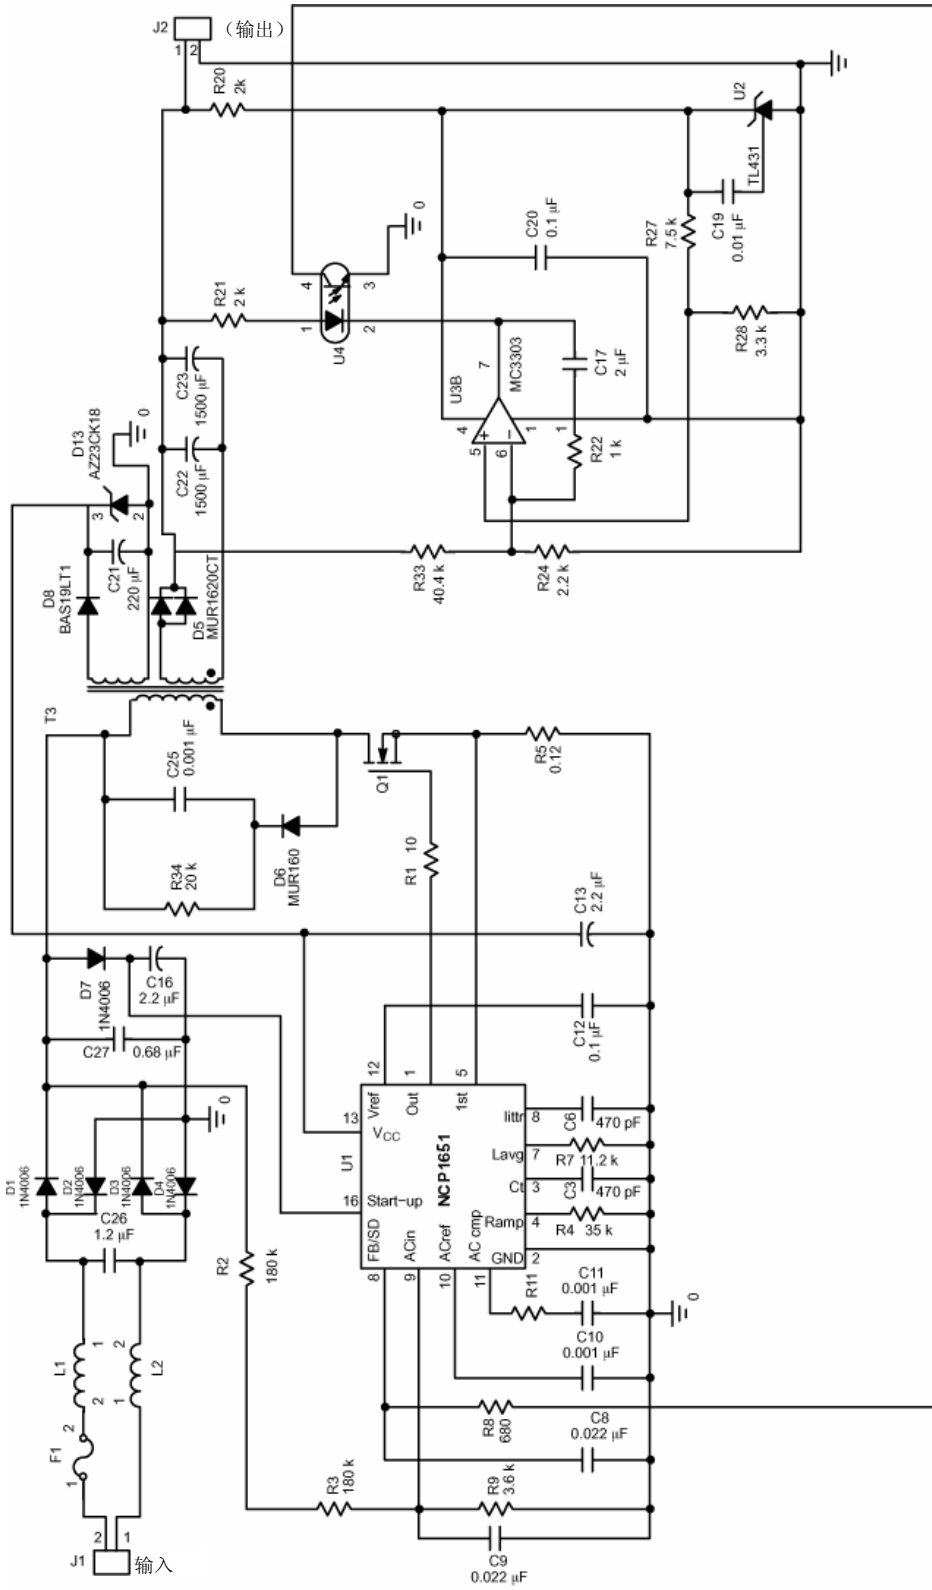 J2
（输出）
1
2
R20
2k
U2
TL431
C19
0.01 μF
R27
7.5 k
R28
3.3 k
C20
0.1 μF
0
4
3
1
2
U4
R21
2 k
C23
1500 μF
C22
1500 μF
7
MC3303
U3B
4
5
6
1
+
−
C17
2 μF
1
R22
1 k
D13
AZ23CK18
0
3
2
C21
220 μF
D8
BAS19LT1
D5
MUR1620CT
R33
40.4 k
R24
2.2 k
T3
C25
0.001 μF
R34
20 k
D6
MUR160
Q1
R5
0.12
R1 10
C13
2.2 μF
D7
1N4006
C16
2.2 μF
C27
0.68 μF
C12
0.1 μF
0
D1
1N4006
D2
1N4006
D3
1N4006
D4
1N4006
C26
1.2 μF
12
1
5
Vref
Out
1st
13
VCC
U1
NCP1651
16
Start−up
FB/SD
ACin
ACref
AC cmp
Iittr
8
C6
470 pF
Lavg
7
R7 11.2 k
Ct
3
C3
470 pF
Ramp
4
R4 35 k
GND
2
8
9
10
11
R11
C11
0.001 μF
0
C10
0.001 μF
R2
180 k
R8
680
C8
0.022 μF
L1
1
2
L2
2
1
F1
2
1
R3
180 k
R9
3.6 k
C9
0.022 μF
J1
2
1
输入